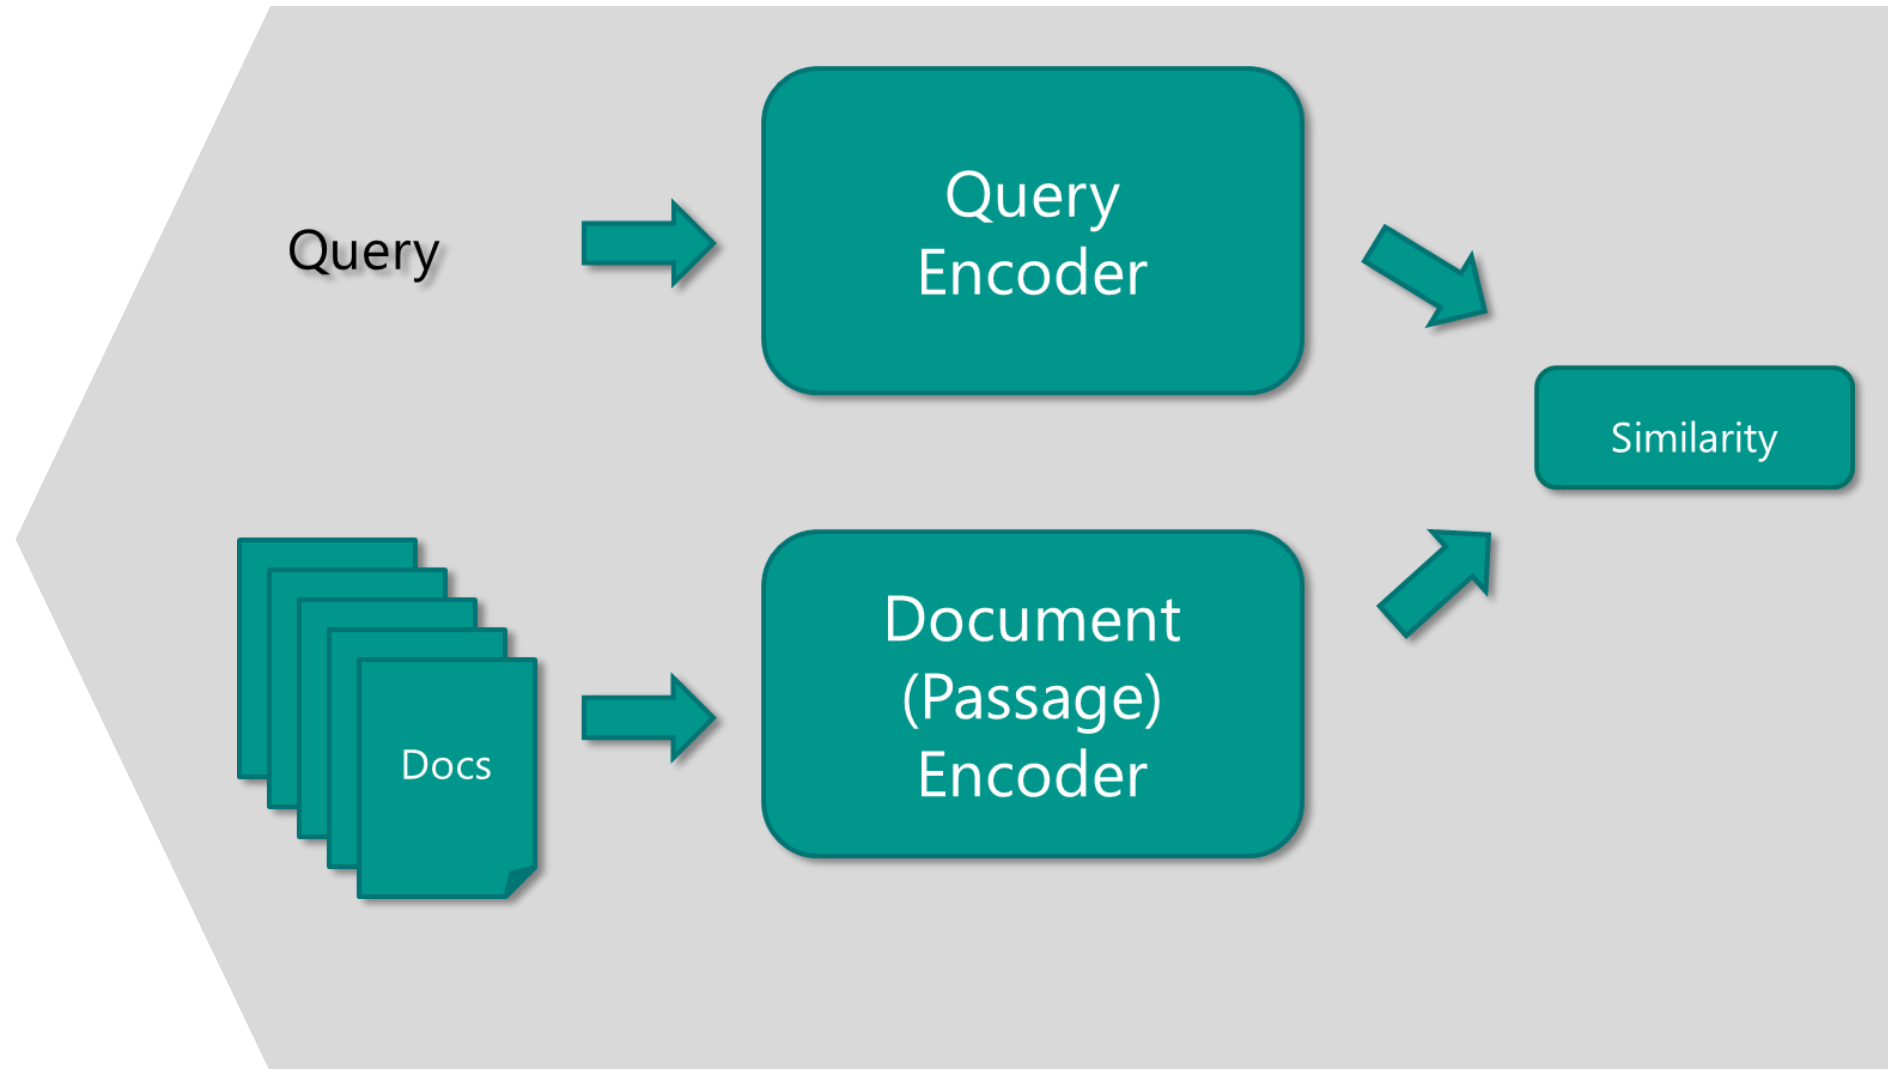 Query
Query
Encoder
Similarity
Docs
Document
(Passage)
Encoder